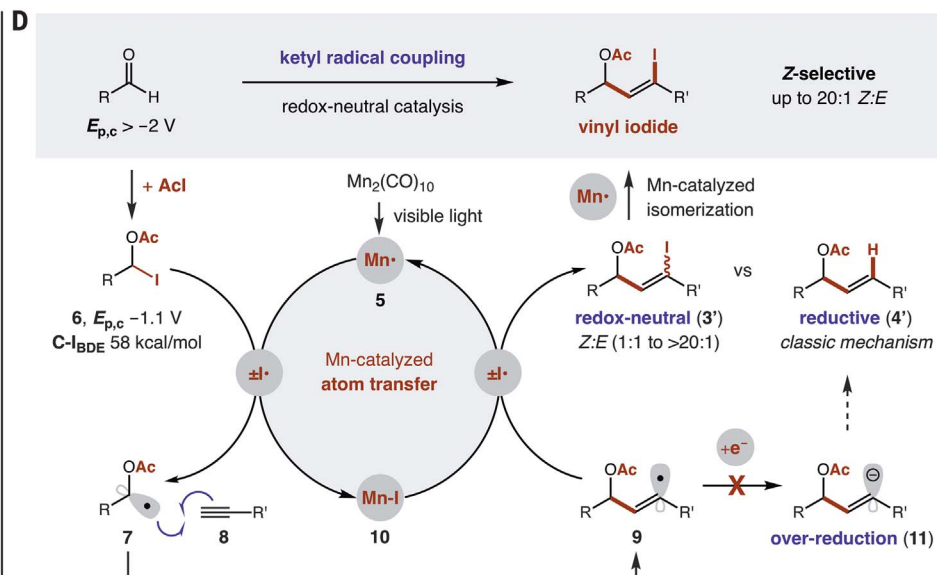 D
O
R
H
E p,c > −2 V
ketyl radical coupling
redox-neutral catalysis
OAc
I
R
R'
vinyl iodide
Z-selective
up to 20:1 Z:E
+ AcI
Mn2(CO)10
visible light
Mn•
Mn-catalyzed
isomerization
OAc
R
I
6, Ep,c −1.1 V
C-IBDE 58 kcal/mol
Mn•
5
OAc
I
R
R'
redox-neutral (3’)
Z:E (1:1 to >20:1)
vs
OAc
H
R
R'
reductive (4’)
classic mechanism
±I•
Mn-catalyzed
atom transfer
±I•
OAc
R
7
R'
8
Mn-I
10
OAc
R
R'
9
+e−
X
OAc
R
R'
over-reduction (11)